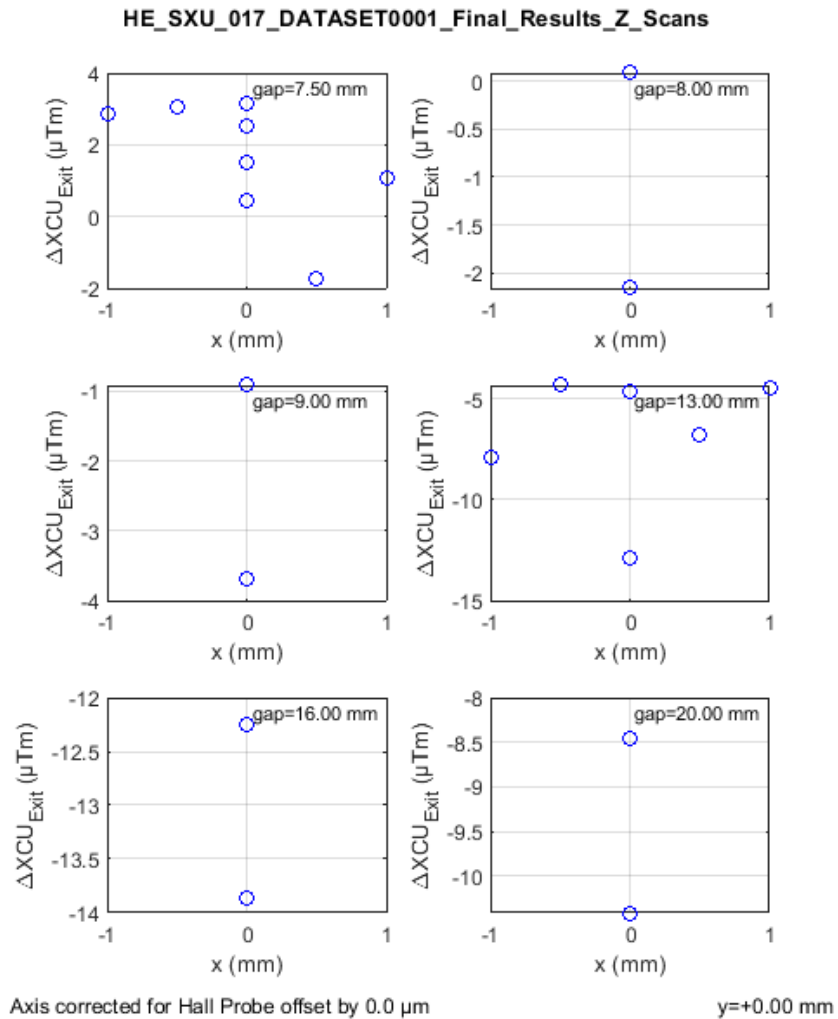 HE_SXU_017_DATASET0001_Final_Results_Z_Scans
gap=7.50 mm
4
2
0
-2
-1
0
1
x (mm)
ΔXCU_Exit (μTm)
gap=8.00 mm
0
-0.5
-1
-1.5
-2
-1
0
1
x (mm)
ΔXCU_Exit (μTm)
gap=9.00 mm
-1
-2
-3
-4
-1
0
1
x (mm)
ΔXCU_Exit (μTm)
gap=13.00 mm
-5
-10
-15
-1
0
1
x (mm)
ΔXCU_Exit (μTm)
gap=16.00 mm
-12
-12.5
-13
-13.5
-14
-1
0
1
x (mm)
ΔXCU_Exit (μTm)
gap=20.00 mm
-8
-8.5
-9
-9.5
-10
-1
0
1
x (mm)
ΔXCU_Exit (μTm)
Axis corrected for Hall Probe offset by 0.0 μm
y=+0.00 mm